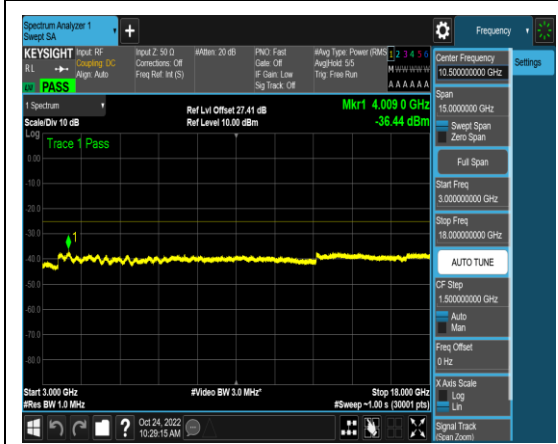 Spectrum Analyzer 1
Swept SA
+
Frequency
KEYSIGHT Input: RF Input Z: 50 Ω #Atten: 20 dB PNO: Fast #Avg Type: Power (RMS 1 2 3 4 5 6
RL Coupling: DC Corrections: Off Gate: Off Avg|Hold: 5/5 M W W W W W
Align: Auto Freq Ref: Int (S) IF Gain: Low Trig: Free Run
PASS Sig Track: Off A A A A A A
1 Spectrum
Ref Lvl Offset 27.41 dB Mkr1 4.009 0 GHz
Scale/Div 10 dB Ref Level 10.00 dBm -36.44 dBm
Log
Trace 1 Pass
0.00
-10.0
-20.0
1
-30.0
-40.0
-50.0
-60.0
-70.0
-80.0
Start 3.000 GHz #Video BW 3.0 MHz* Stop 18.000 GHz
#Res BW 1.0 MHz #Sweep ~1.00 s (30001 pts)
Oct 24, 2022
10:29:15 AM
?
Center Frequency
10.500000000 GHz
Settings
Span
15.0000000 GHz
Swept Span
Zero Span
Full Span
Start Freq
3.000000000 GHz
Stop Freq
18.000000000 GHz
AUTO TUNE
CF Step
1.500000000 GHz
Auto
Man
Freq Offset
0 Hz
X Axis Scale
Log
Lin
Signal Track
(Span Zoom)